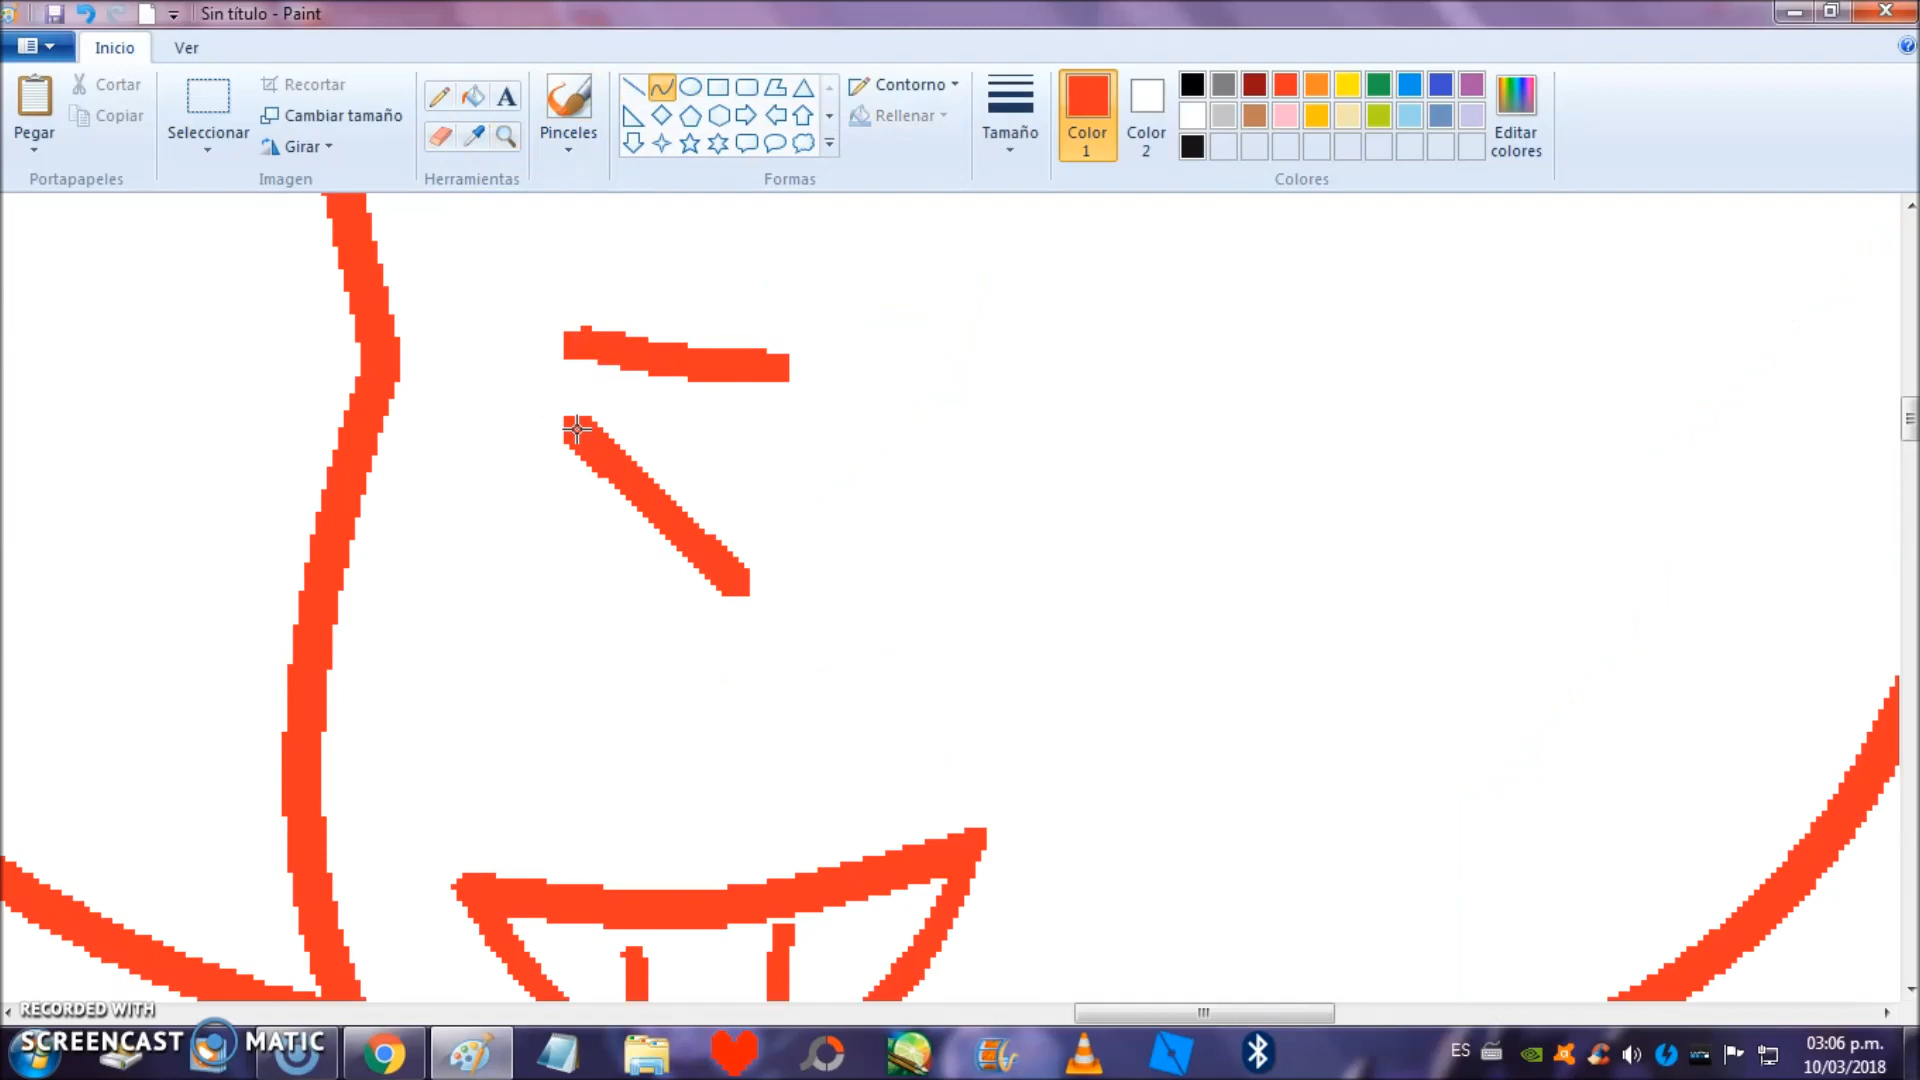 Sin título - Paint
Inicio Ver
Pegar
Cortar
Copiar
Portapapeles
Seleccionar
Recortar
Cambiar tamaño
Girar
Imagen
A
Herramientas
Pinceles
Contorno
Rellenar
Formas
Tamaño
Color
1
Color
2
Editar
colores
Colores
RECORDED WITH
SCREENCAST MATIC
ES
03:06 p.m.
10/03/2018